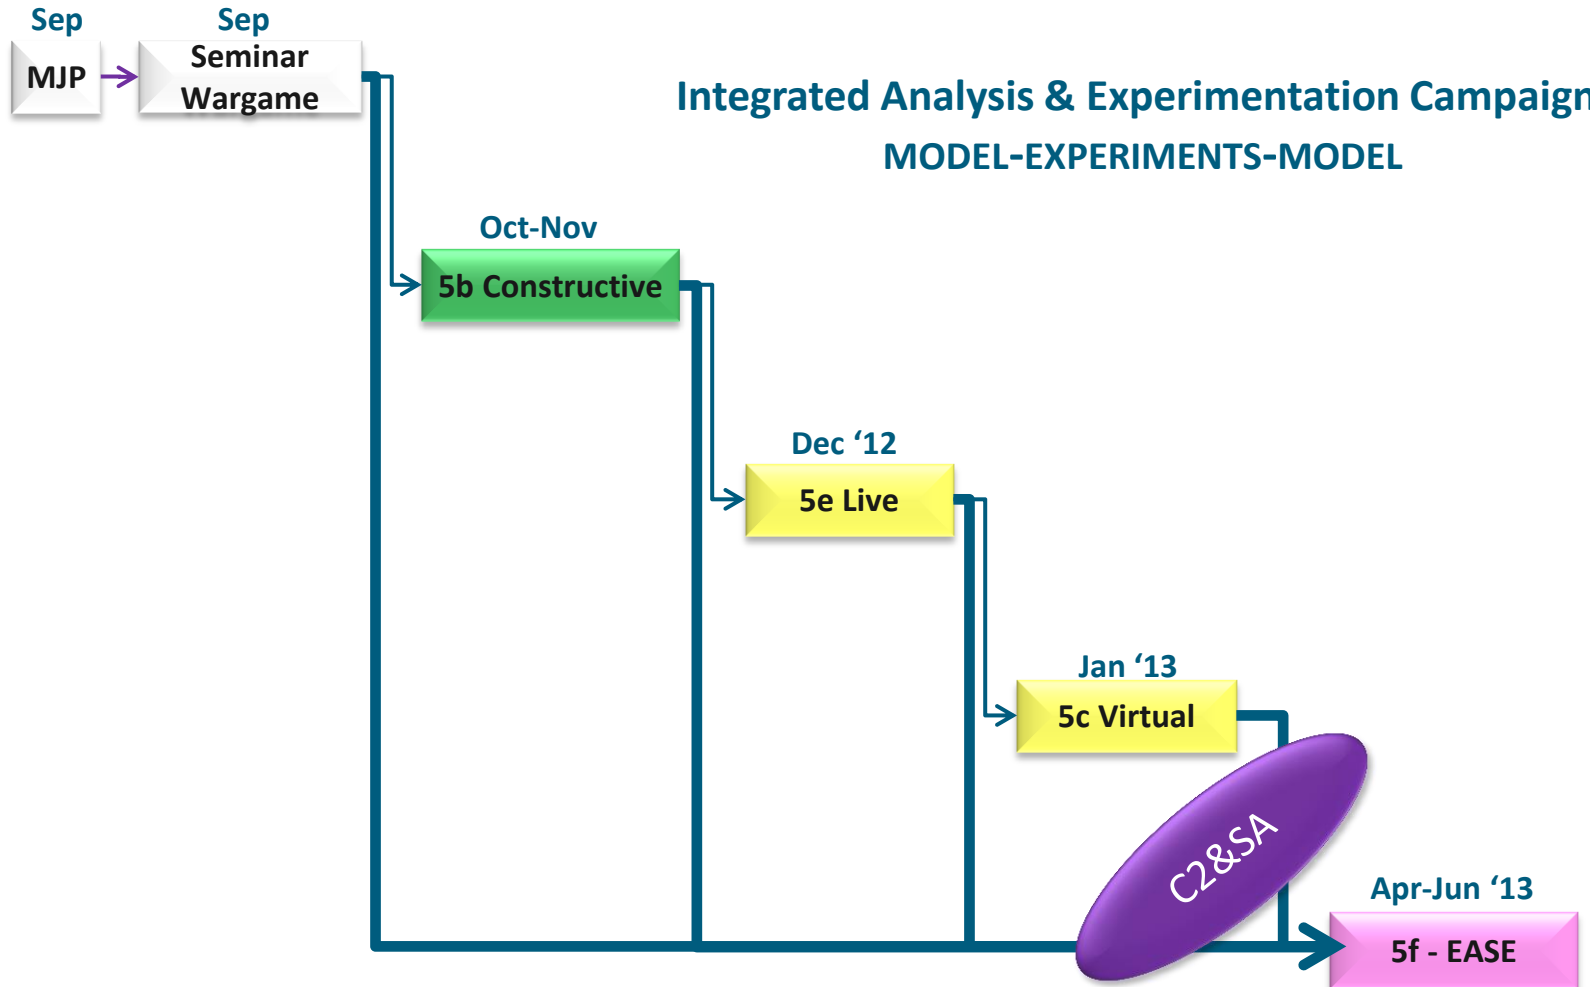 Sep
Sep
MJP
Seminar
Wargame
Integrated Analysis & Experimentation Campaign
MODEL-EXPERIMENTS-MODEL
Oct-Nov
5b Constructive
Dec ‘12
5e Live
Jan ‘13
5c Virtual
C2&SA
Apr-Jun ‘13
5f - EASE